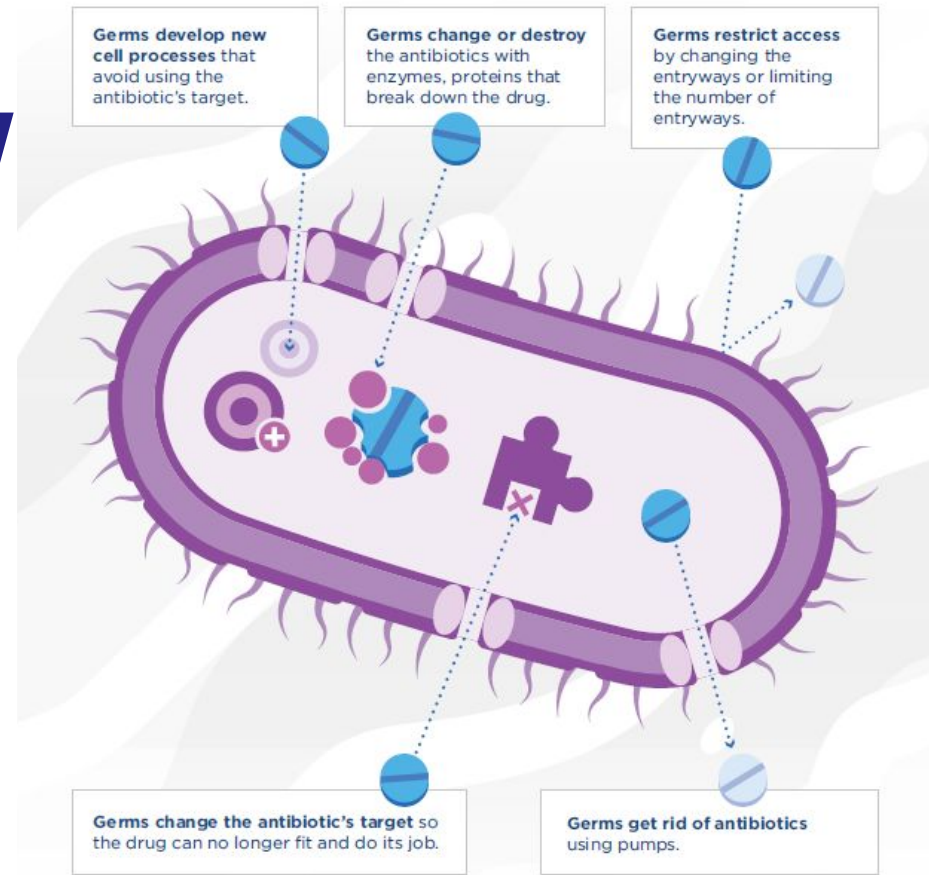 Germs develop new
cell processes that
avoid using the
antibiotic's target.
Germs change or destroy
the antibiotics with
enzymes, proteins that
break down the drug.
Germs restrict access
by changing the
entryways or limiting
the number of
entryways.
Germs change the antibiotic's target so
the drug can no longer fit and do its job.
Germs get rid of antibiotics
using pumps.